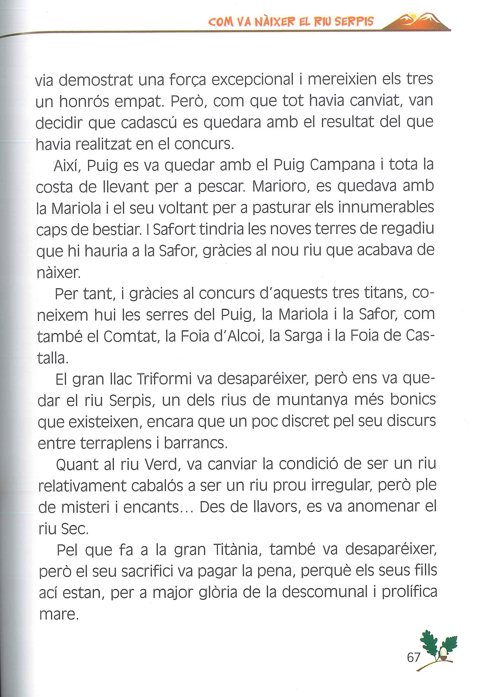 COM VA NÀIXER EL RIU SERPIS
via demostrat una força excepcional i mereixien els tres
un honrós empat. Però, com que tot havia canviat, van
decidir que cadascú es quedara amb el resultat del que
havia realitzat en el concurs.
Així, Puig es va quedar amb el Puig Campana i tota la
costa de llevant per a pescar. Marioro, es quedava amb
la Mariola i el seu voltant per a pasturar els innumerables
caps de bestiar. I Safort tindria les noves terres de regadiu
que hi hauria a la Safor, gràcies al nou riu que acabava de
nàixer.
Per tant, i gràcies al concurs d'aquests tres titans, co-
neixem hui les serres del Puig, la Mariola i la Safor, com
també el Comtat, la Foia d'Alcoi, la Sarga i la Foia de Cas-
talla.
El gran llac Triformi va desaparéixer, però ens va que-
dar el riu Serpis, un dels rius de muntanya més bonics
que existeixen, encara que un poc discret pel seu discurs
entre terraplens i barrancs.
Quant al riu Verd, va canviar la condició de ser un riu
relativament cabalós a ser un riu prou irregular, però ple
de misteri i encants... Des de llavors, es va anomenar el
riu Sec.
Pel que fa a la gran Titània, també va desaparéixer,
però el seu sacrifici va pagar la pena, perquè els seus fills
ací estan, per a major glòria de la descomunal i prolífica
mare.
67